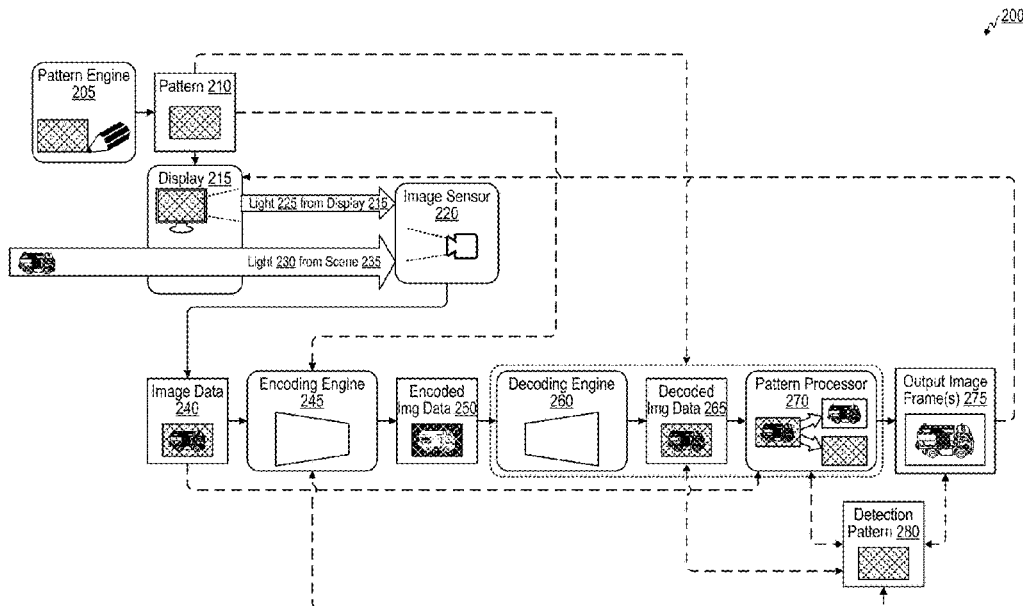 200
Pattern Engine
205
Pattern 210
Display 215
Light 225 from Display 215
Image Sensor
220
Light 230 from Scene 235
Image Data
240
Encoding Engine
245
Encoded
Img Data 250
Decoding Engine
260
Decoded
Img Data 265
Pattern Processor
270
Output Image
Frame(s) 275
Detection
Pattern 280